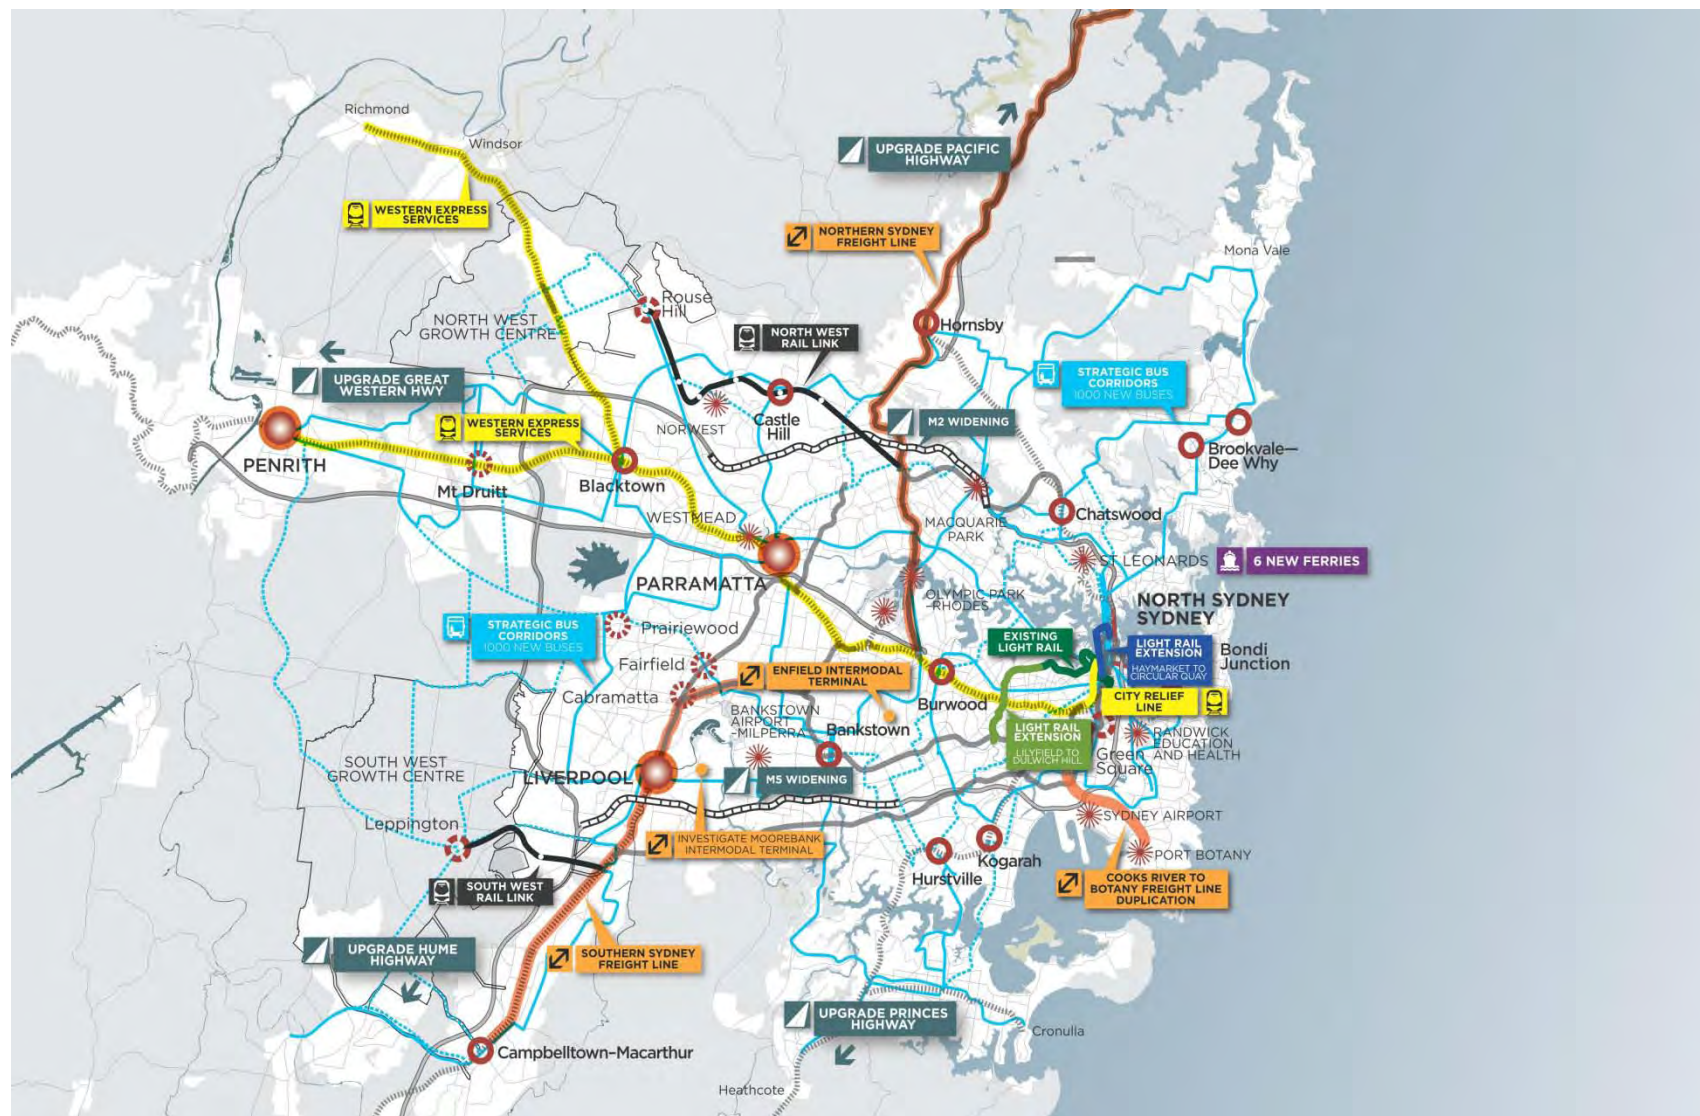 Richmond
Windsor
WESTERN EXPRESS
SERVICES
UPGRADE PACIFIC
HIGHWAY
NORTHERN SYDNEY
FREIGHT LINE
Mona Vale
Rouse
Hill
NORTH WEST
GROWTH CENTRE
NORTH WEST
RAIL LINK
Hornsby
UPGRADE GREAT
WESTERN HWY
STRATEGIC BUS
CORRIDORS
1000 NEW BUSES
WESTERN EXPRESS
SERVICES
NORWEST
Castle
Hill
M2 WIDENING
Brookvale—
Dee Why
PENRITH
Mt Druitt
Blacktown
WESTMEAD
Chatswood
MACQUARIE
PARK
ST LEONARDS
6 NEW FERRIES
PARRAMATTA
OLYMPIC PARK
–RHODES
NORTH SYDNEY
SYDNEY
STRATEGIC BUS
CORRIDORS
1000 NEW BUSES
Prairiewood
EXISTING
LIGHT RAIL
LIGHT RAIL
EXTENSION
HAYMARKET TO
CIRCULAR QUAY
Bondi
Junction
Fairfield
ENFIELD INTERMODAL
TERMINAL
Cabramatta
Burwood
CITY RELIEF
LINE
BANKSTOWN
AIRPORT
–MILPERRA
Bankstown
LIGHT RAIL
EXTENSION
LILYFIELD TO
DULWICH HILL
RANDWICK
EDUCATION
AND HEALTH
Green
Square
SOUTH WEST
GROWTH CENTRE
LIVERPOOL
M5 WIDENING
Leppington
SYDNEY AIRPORT
INVESTIGATE MOOREBANK
INTERMODAL TERMINAL
PORT BOTANY
Kogarah
Hurstville
COOKS RIVER TO
BOTANY FREIGHT LINE
DUPLICATION
SOUTH WEST
RAIL LINK
UPGRADE HUME
HIGHWAY
SOUTHERN SYDNEY
FREIGHT LINE
UPGRADE PRINCES
HIGHWAY
Cronulla
Campbelltown–Macarthur
Heathcote